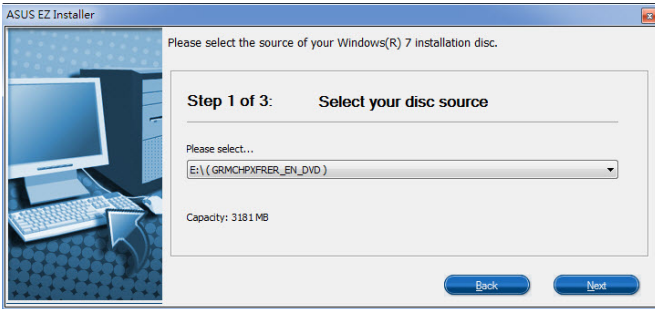 ASUS EZ Installer
Please select the source of your Windows(R) 7 installation disc.
Step 1 of 3: Select your disc source
Please select...
E:\ ( GRMCHPXFRER_EN_DVD )
Capacity: 3181 MB
Back Next